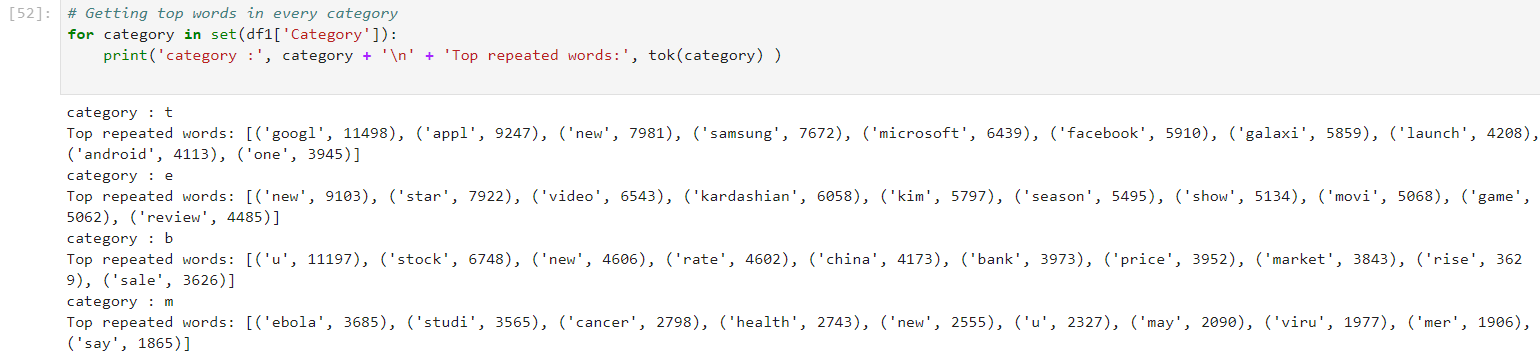 [52]: # Getting top words in every category
for category in set(df1['Category']):
    print('category :', category + '\n' + 'Top repeated words:', tok(category) )
category : t
Top repeated words: [('googl', 11498), ('appl', 9247), ('new', 7981), ('samsung', 7672), ('microsoft', 6439), ('facebook', 5910), ('galaxi', 5859), ('launch', 4208),
('android', 4113), ('one', 3945)]
category : e
Top repeated words: [('new', 9103), ('star', 7922), ('video', 6543), ('kardashian', 6058), ('kim', 5797), ('season', 5495), ('show', 5134), ('movi', 5068), ('game',
5062), ('review', 4485)]
category : b
Top repeated words: [('u', 11197), ('stock', 6748), ('new', 4606), ('rate', 4602), ('china', 4173), ('bank', 3973), ('price', 3952), ('market', 3843), ('rise', 362
9), ('sale', 3626)]
category : m
Top repeated words: [('ebola', 3685), ('studi', 3565), ('cancer', 2798), ('health', 2743), ('new', 2555), ('u', 2327), ('may', 2090), ('viru', 1977), ('mer', 1906),
('say', 1865)]